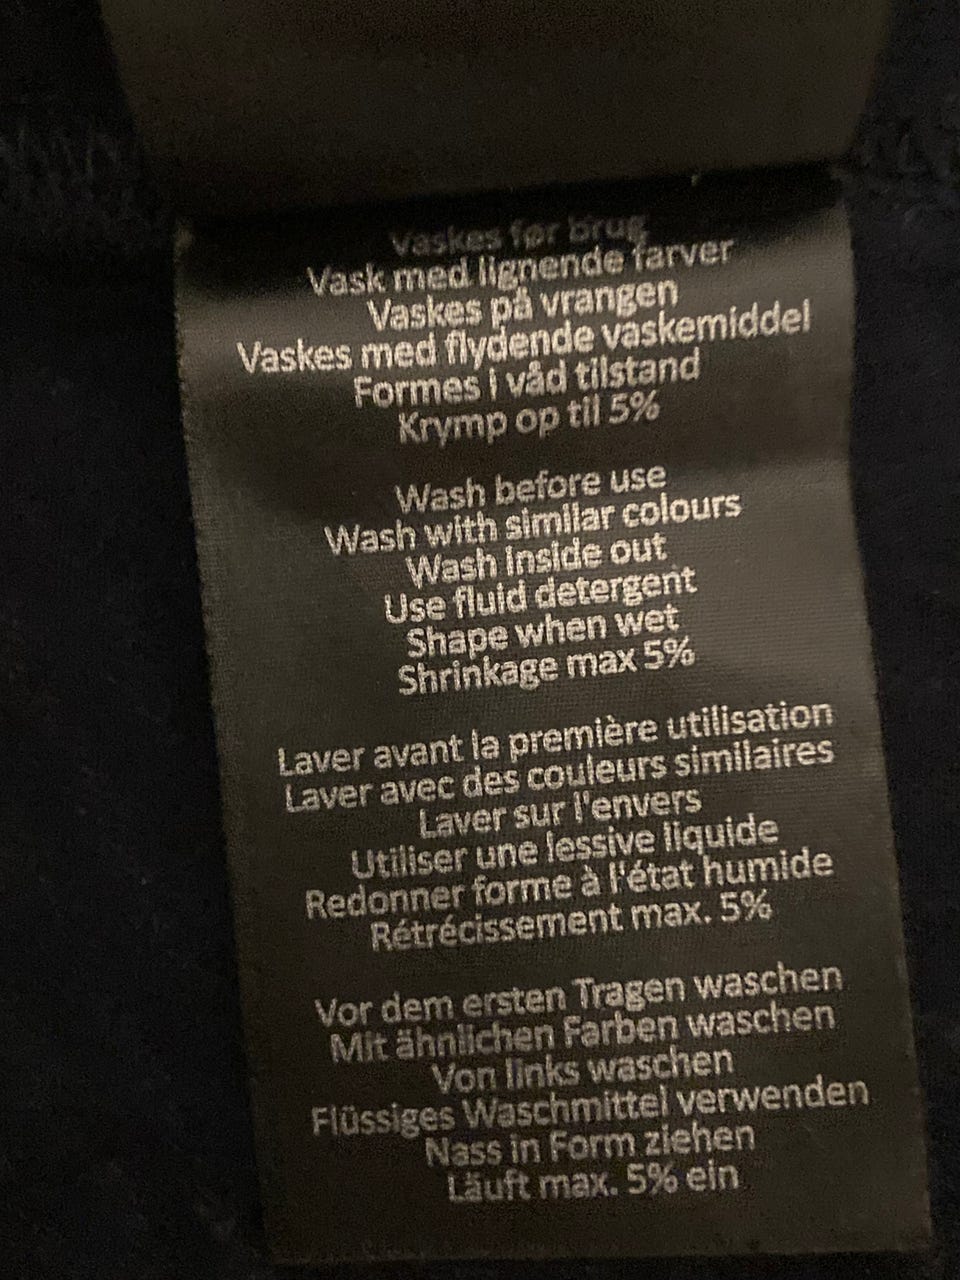 Vaskes før brug
Vask med lignende farver
Vaskes på vrangen
Vaskes med flydende vaskemiddel
Formes i våd tilstand
Krymp op til 5%
Wash before use
Wash with similar colours
Wash inside out
Use fluid detergent
Shape when wet
Shrinkage max 5%
Laver avant la première utilisation
Laver avec des couleurs similaires
Laver sur l'envers
Utiliser une lessive liquide
Redonner forme à l'état humide
Rétrécissement max. 5%
Vor dem ersten Tragen waschen
Mit ähnlichen Farben waschen
Von links waschen
Flüssiges Waschmittel verwenden
Nass in Form ziehen
Läuft max. 5% ein